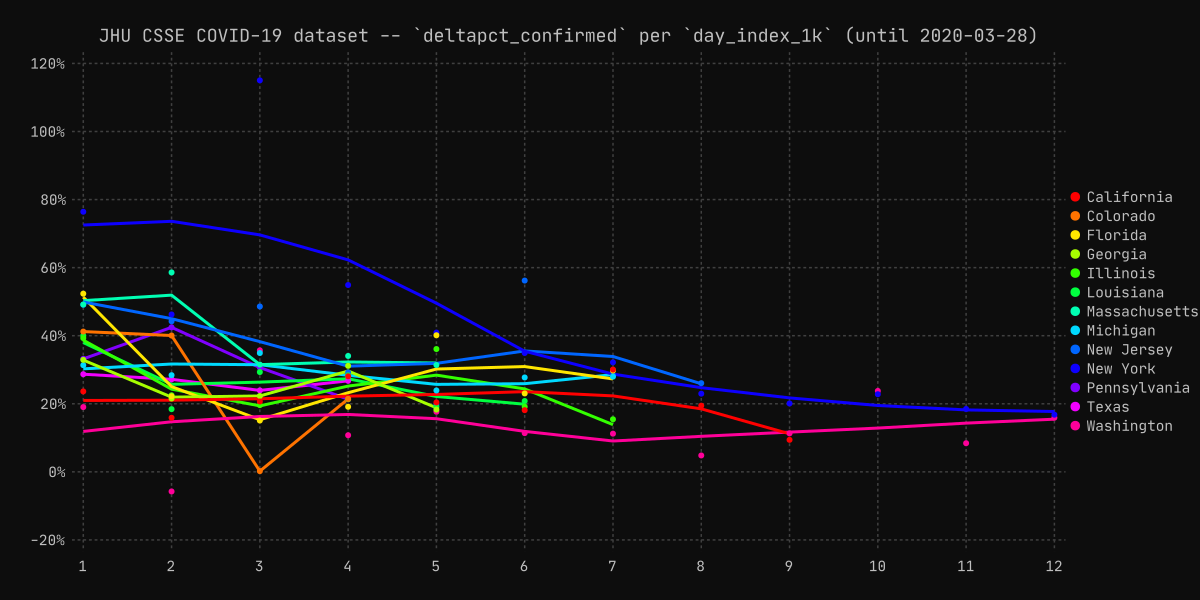 JHU CSSE COVID-19 dataset -- `deltapct_confirmed` per `day_index_1k` (until 2020-03-28)
120%
100%
80%
60%
40%
20%
0%
-20%
1 2 3 4 5 6 7 8 9 10 11 12
California
Colorado
Florida
Georgia
Illinois
Louisiana
Massachusetts
Michigan
New Jersey
New York
Pennsylvania
Texas
Washington